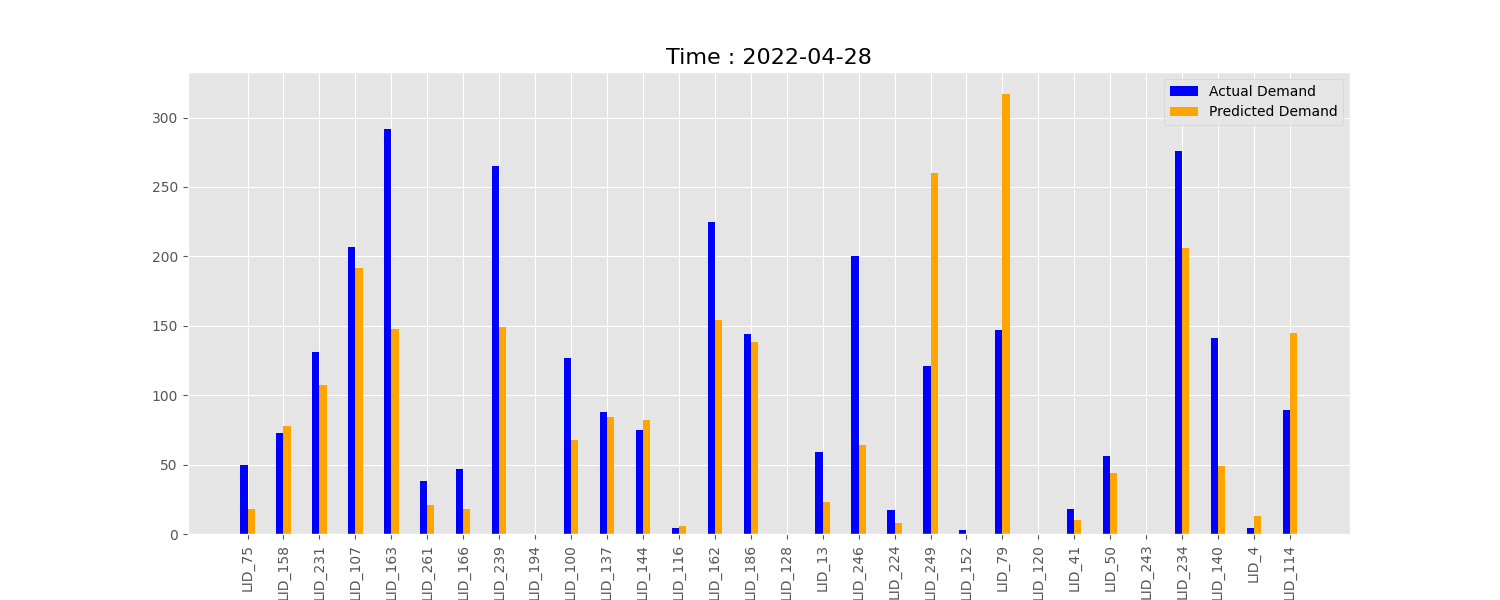 Time : 2022-04-28
Actual Demand
Predicted Demand
300
250
200
150
100
50
0
LID_75
LID_158
LID_231
LID_107
LID_163
LID_261
LID_166
LID_239
LID_194
LID_100
LID_137
LID_144
LID_116
LID_162
LID_186
LID_128
LID_13
LID_246
LID_224
LID_249
LID_152
LID_79
LID_120
LID_41
LID_50
LID_243
LID_234
LID_140
LID_4
LID_114